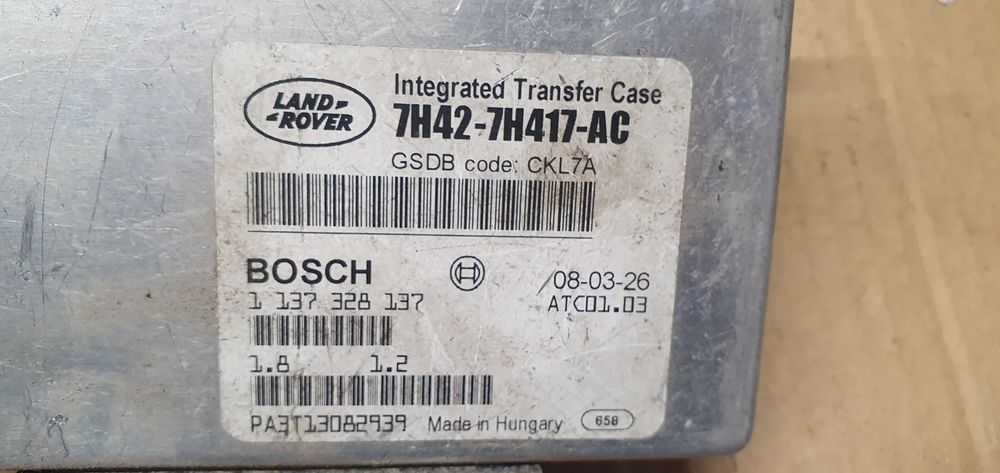 LAND-
-ROVER
Integrated Transfer Case
7H42-7H417-AC
GSDB code: CKL7A
BOSCH
08-03-26
1 137 328 137
ATC01.03
1.8 1.2
PA3T13082939 Made in Hungary 658